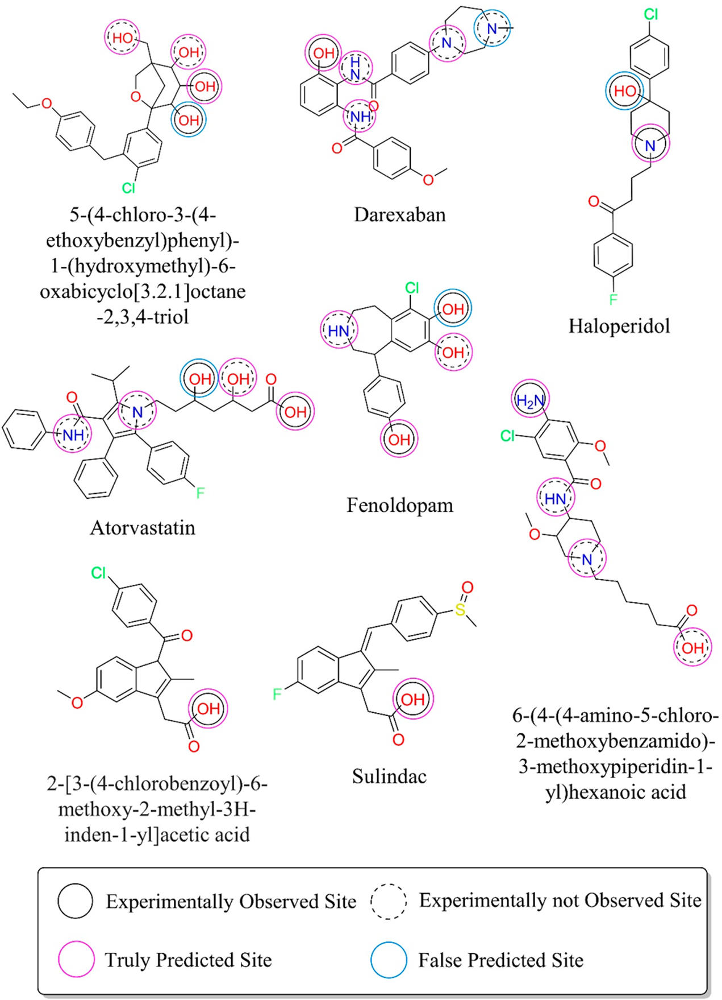 HO
OH
OH
O
O
OH
Cl
5-(4-chloro-3-(4-
ethoxybenzyl)phenyl)-
1-(hydroxymethyl)-6-
oxabicyclo[3.2.1]octane
-2,3,4-triol
N
N
OH
H
N
O
NH
O
O
Darexaban
Cl
HO
N
O
F
Haloperidol
Cl
OH
HN
OH
OH
Fenoldopam
OH
OH
O
O
N
OH
NH
F
Atorvastatin
H2N
Cl
O
O
HN
O
N
O
OH
6-(4-(4-amino-5-chloro-
2-methoxybenzamido)-
3-methoxypiperidin-1-
yl)hexanoic acid
Cl
O
O
OH
O
2-[3-(4-chlorobenzoyl)-6-
methoxy-2-methyl-3H-
inden-1-yl]acetic acid
O
S
F
OH
O
Sulindac
Experimentally Observed Site
Experimentally not Observed Site
Truly Predicted Site
False Predicted Site